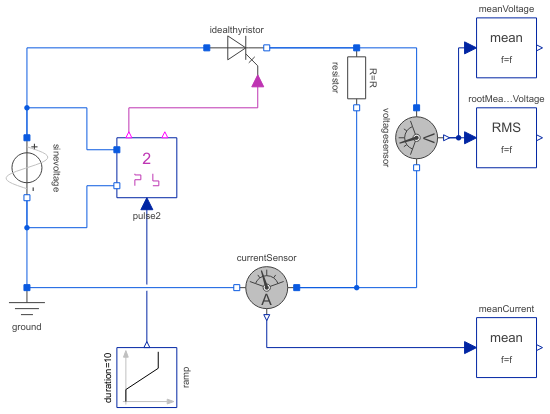 meanVoltage
mean
f=f
idealthyristor
R=R
resistor
rootMea...Voltage
RMS
f=f
voltagesensor
+
-
sinevoltage
2
pulse2
currentSensor
A
ground
meanCurrent
mean
f=f
duration=10
ramp